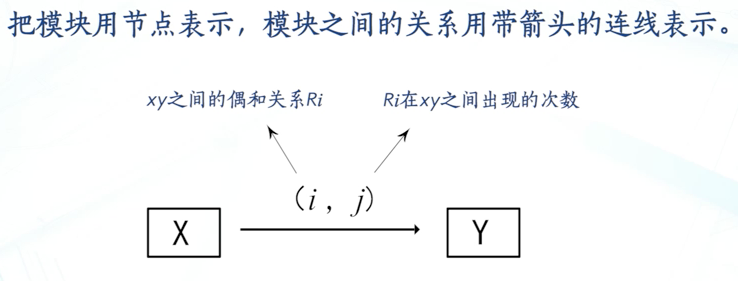 把模块用节点表示，模块之间的关系用带箭头的连线表示。
xy之间的偶和关系Ri
Ri在xy之间出现的次数
(i, j)
X
Y